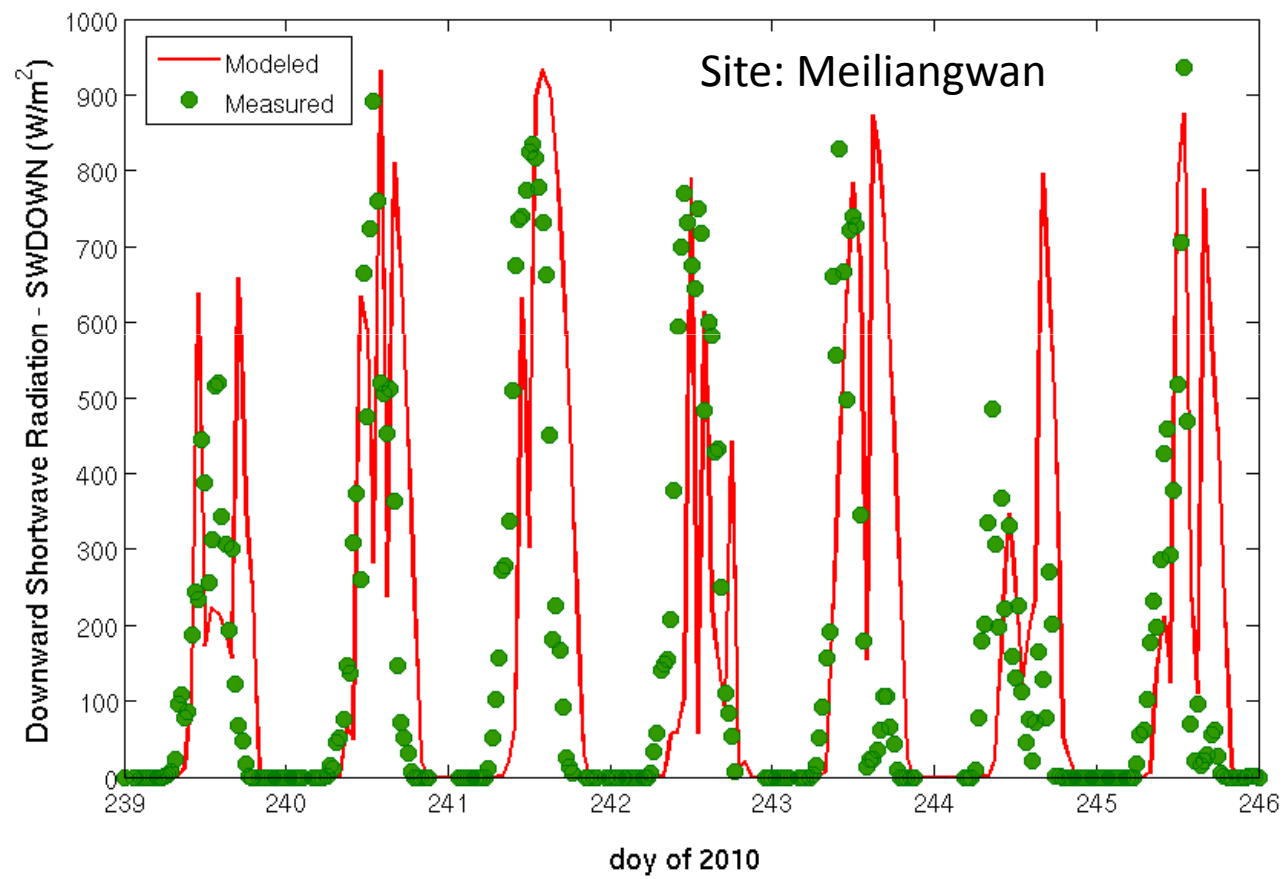 Site: Meiliangwan
Modeled
Measured
Downward Shortwave Radiation - SWDOWN (W/m²)
1000
900
800
700
600
500
400
300
200
100
0
239 240 241 242 243 244 245 246
doy of 2010